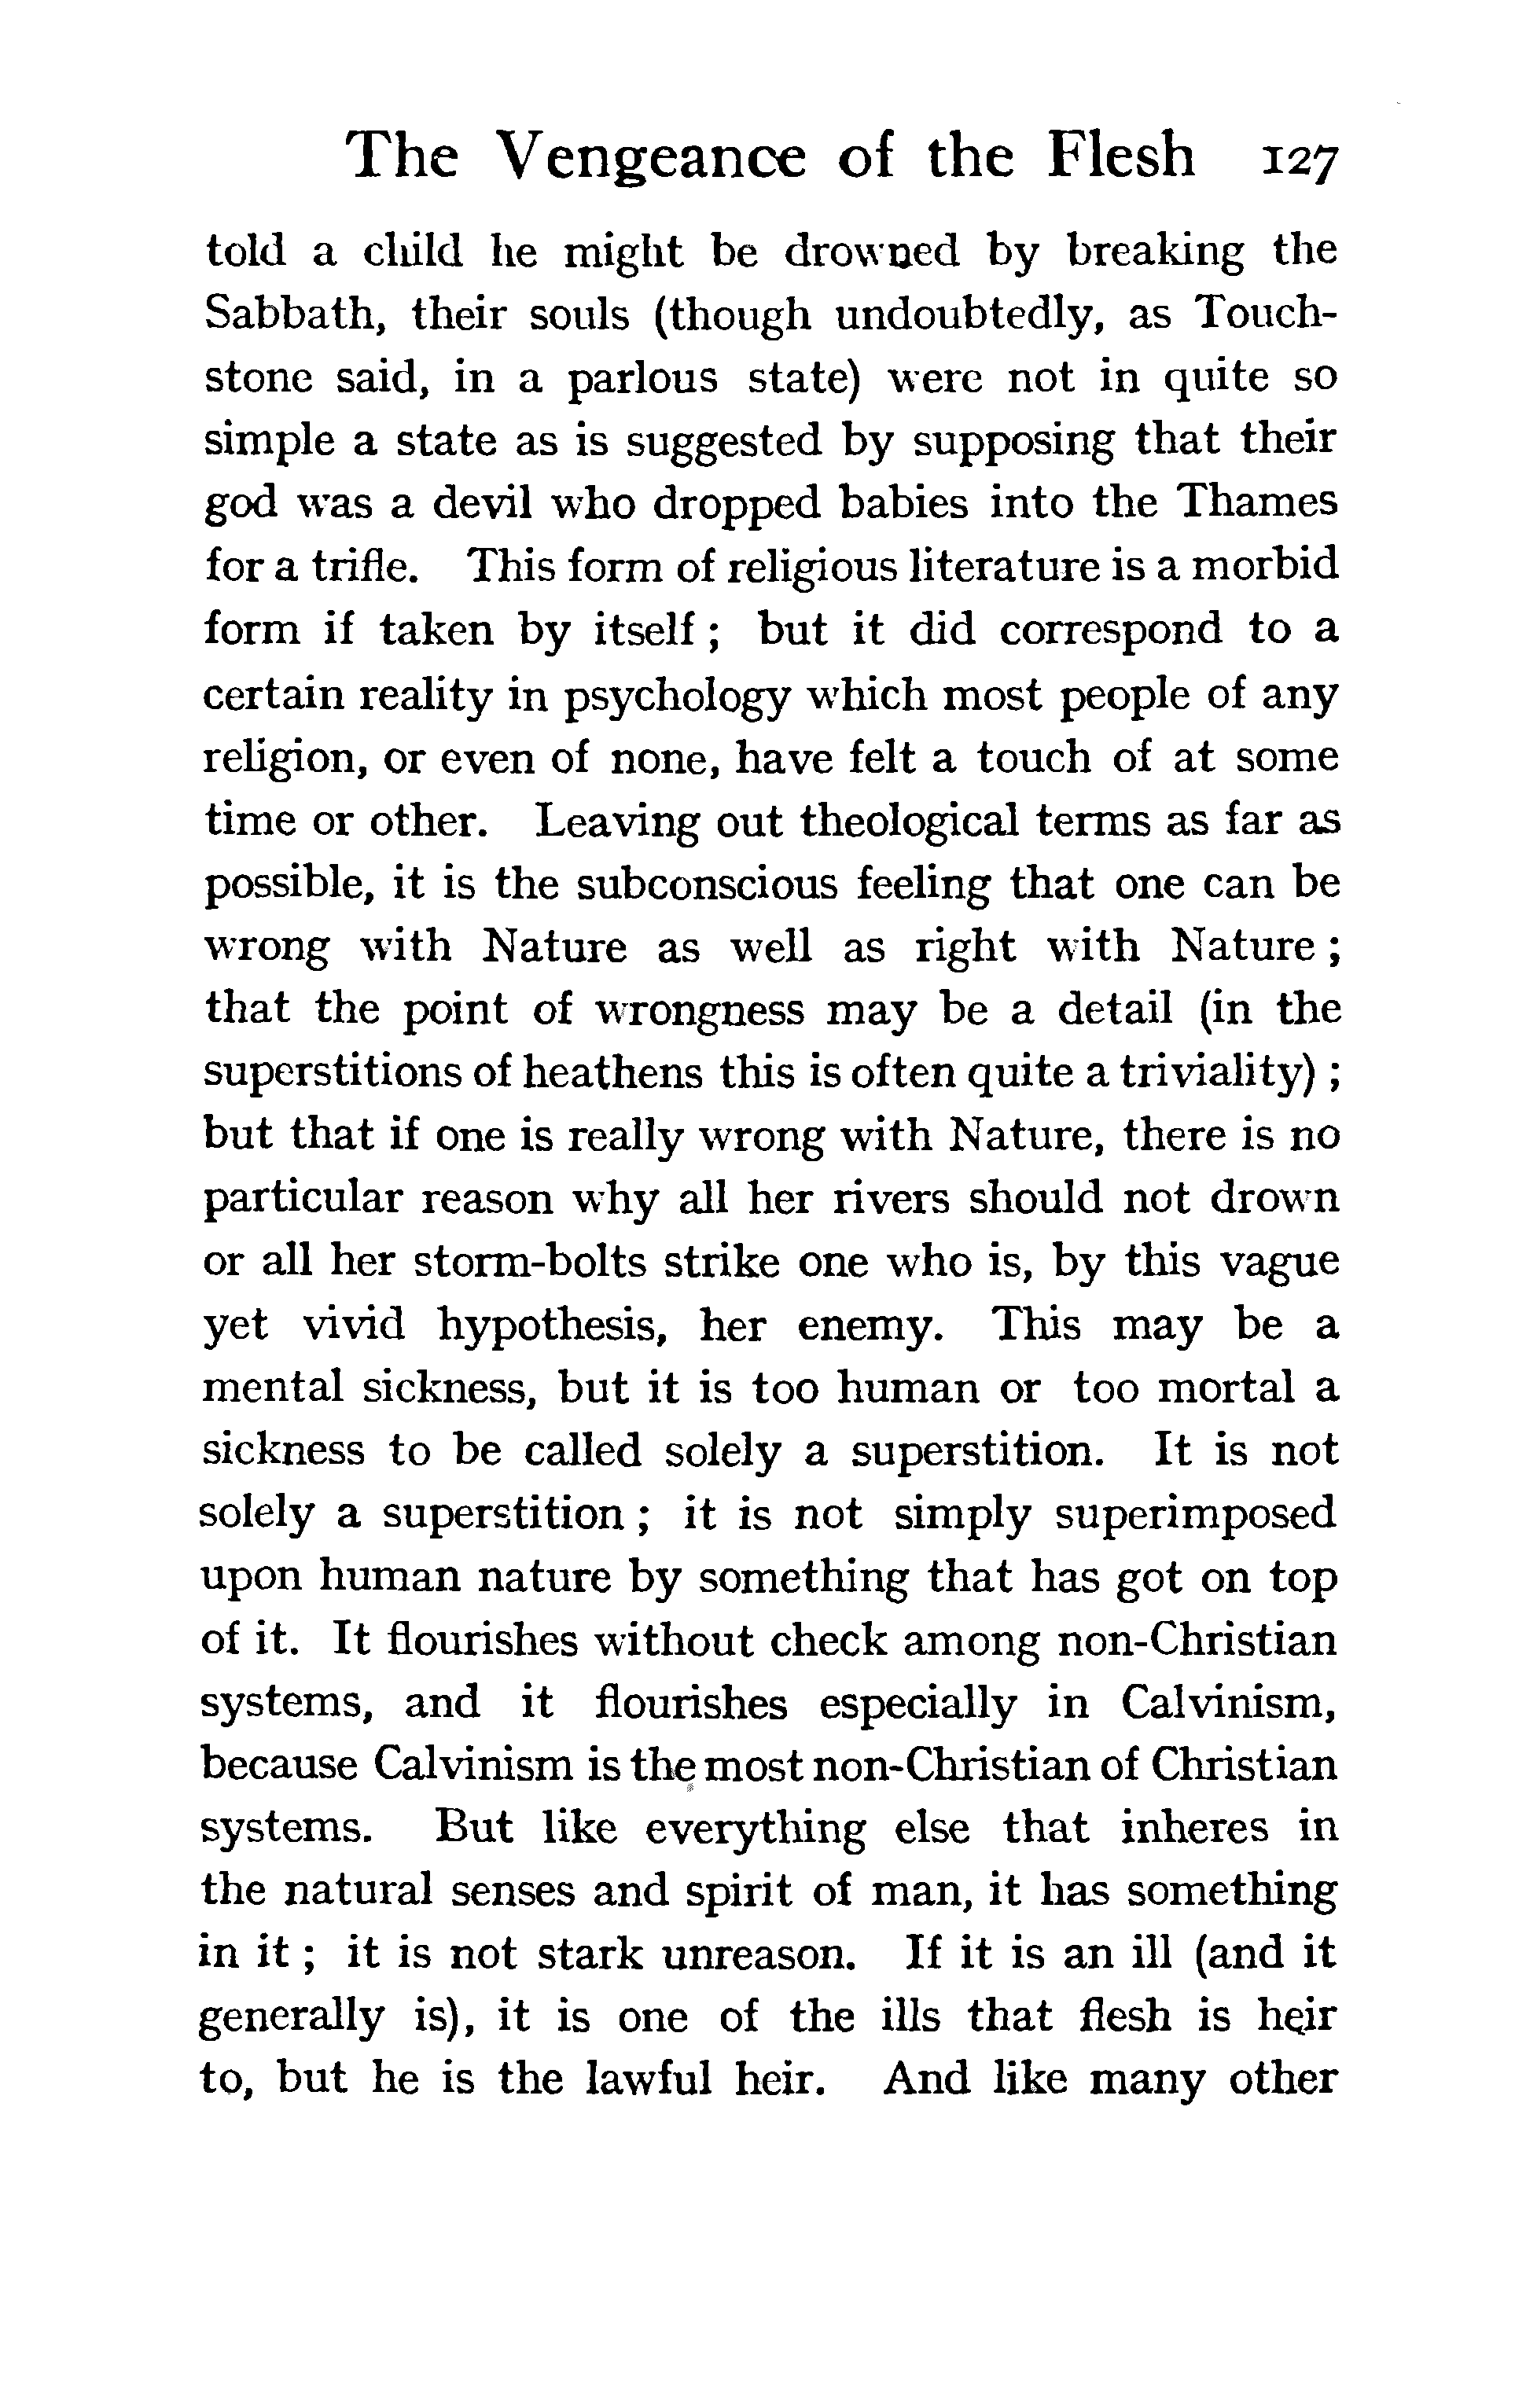 The Vengeance of the Flesh 127
told a child he might be drowned by breaking the
Sabbath, their souls (though undoubtedly, as Touch-
stone said, in a parlous state) were not in quite so
simple a state as is suggested by supposing that their
god was a devil who dropped babies into the Thames
for a trifle. This form of religious literature is a morbid
form if taken by itself ; but it did correspond to a
certain reality in psychology which most people of any
religion, or even of none, have felt a touch of at some
time or other. Leaving out theological terms as far as
possible, it is the subconscious feeling that one can be
wrong with Nature as well as right with Nature ;
that the point of wrongness may be a detail (in the
superstitions of heathens this is often quite a triviality) ;
but that if one is really wrong with Nature, there is no
particular reason why all her rivers should not drown
or all her storm-bolts strike one who is, by this vague
yet vivid hypothesis, her enemy. This may be a
mental sickness, but it is too human or too mortal a
sickness to be called solely a superstition. It is not
solely a superstition ; it is not simply superimposed
upon human nature by something that has got on top
of it. It flourishes without check among non-Christian
systems, and it flourishes especially in Calvinism,
because Calvinism is the most non-Christian of Christian
systems. But like everything else that inheres in
the natural senses and spirit of man, it has something
in it ; it is not stark unreason. If it is an ill (and it
generally is), it is one of the ills that flesh is heir
to, but he is the lawful heir. And like many other